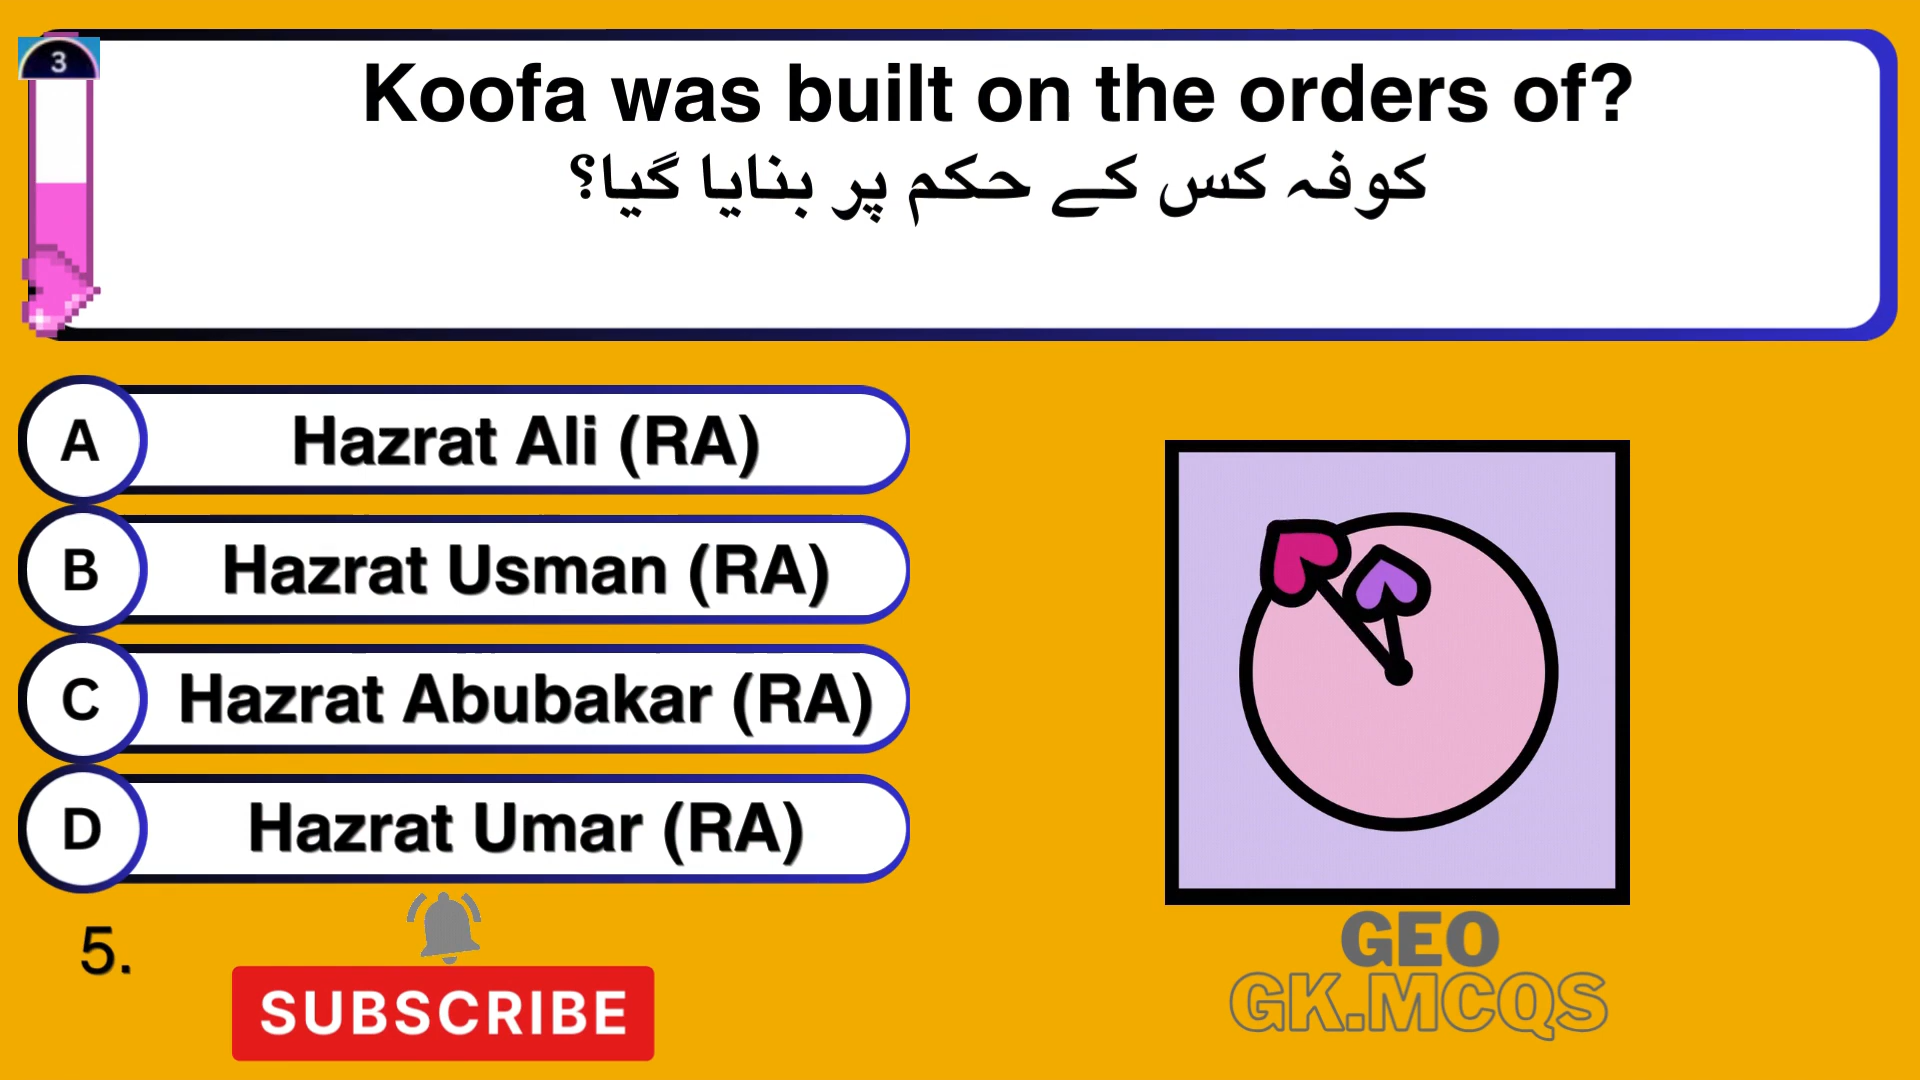 3
Koofa was built on the orders of?
کوفہ کس کے حکم پر بنایا گیا؟
A Hazrat Ali (RA)
B Hazrat Usman (RA)
C Hazrat Abubakar (RA)
D Hazrat Umar (RA)
5.
SUBSCRIBE
GEO
GK.MCQS